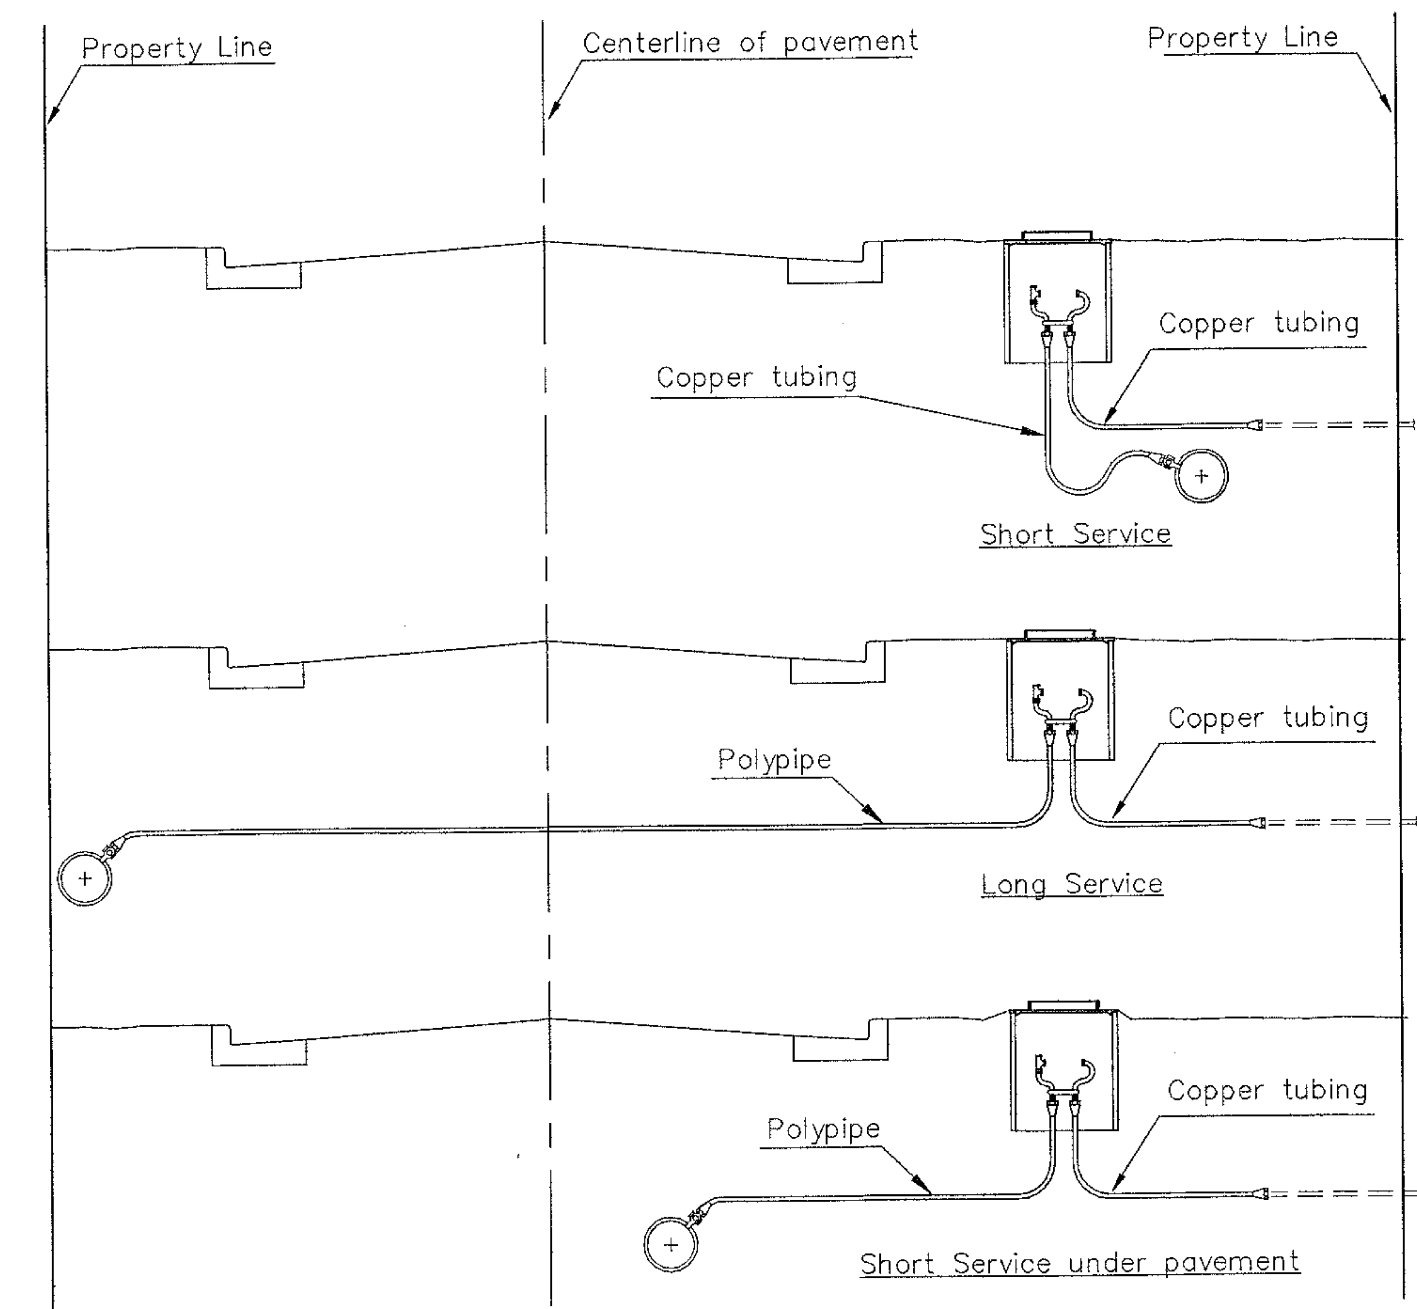 Property Line
Centerline of pavement
Property Line
Copper tubing
Copper tubing
Short Service
Copper tubing
Polypipe
Long Service
Copper tubing
Polypipe
Short Service under pavement